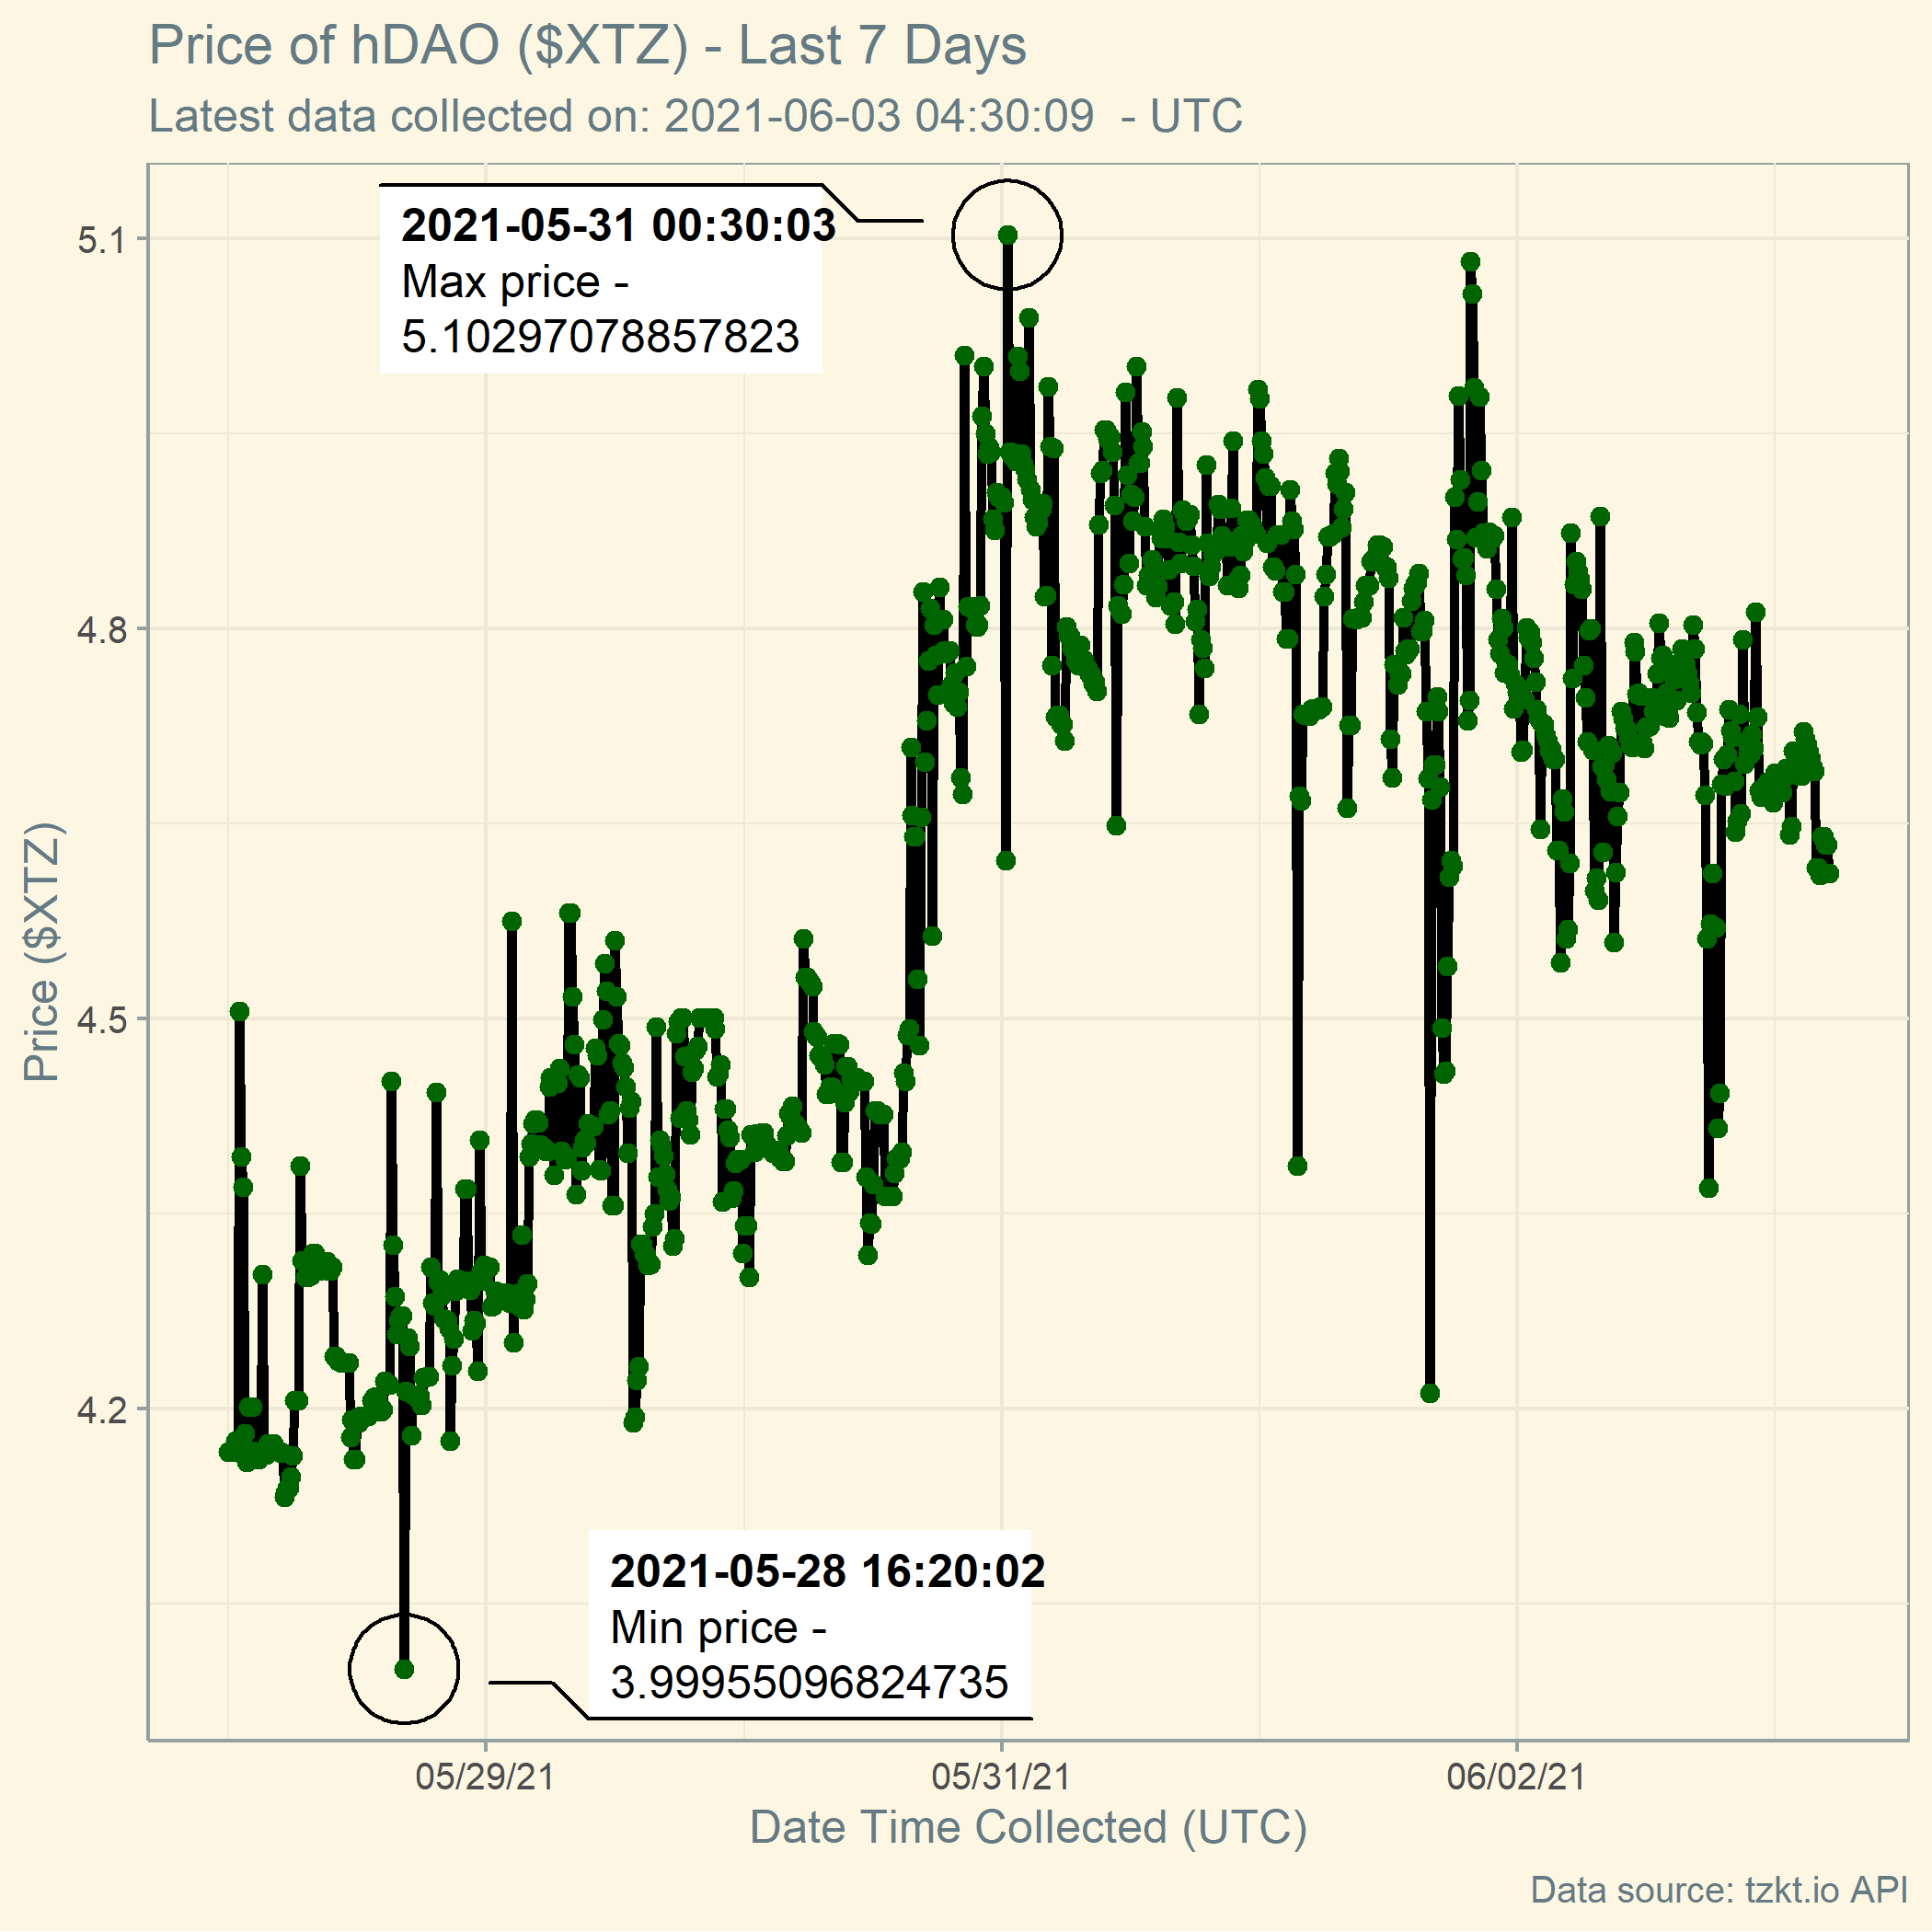 Price of hDAO ($XTZ) - Last 7 Days
Latest data collected on: 2021-06-03 04:30:09  - UTC
2021-05-31 00:30:03
Max price -
5.10297078857823
5.1
4.8
4.5
4.2
Price ($XTZ)
2021-05-28 16:20:02
Min price -
3.99955096824735
05/29/21
05/31/21
06/02/21
Date Time Collected (UTC)
Data source: tzkt.io API